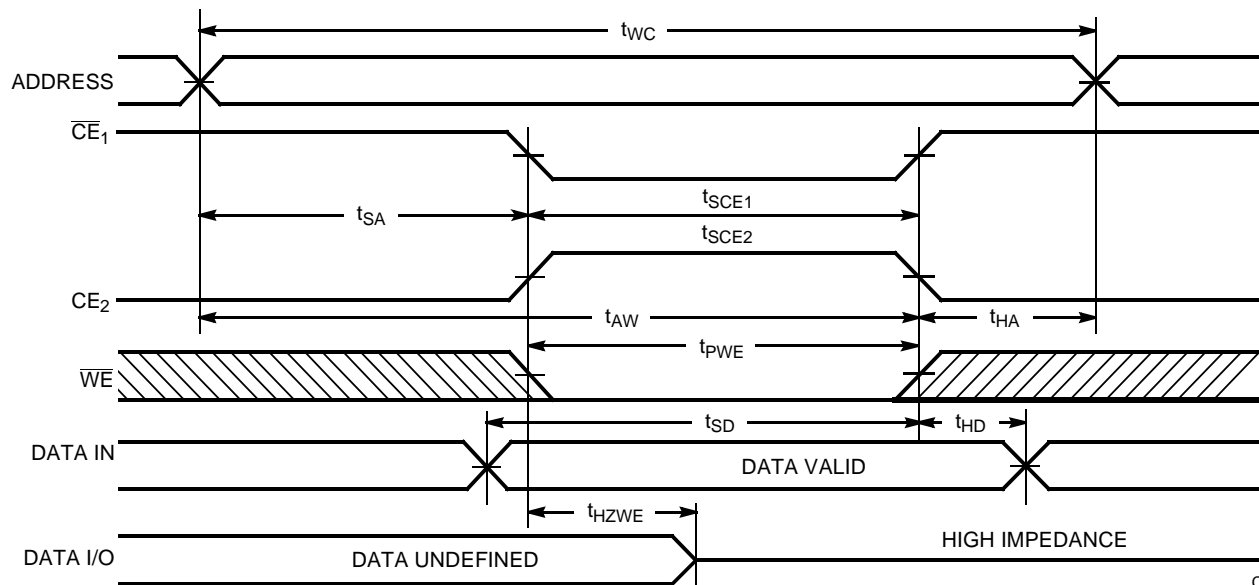 tWC
ADDRESS
CE1
tSA
tSCE1
tSCE2
CE2
tAW
tHA
tPWE
WE
tSD
tHD
DATA IN
DATA VALID
tHZWE
DATA I/O
DATA UNDEFINED
HIGH IMPEDANCE